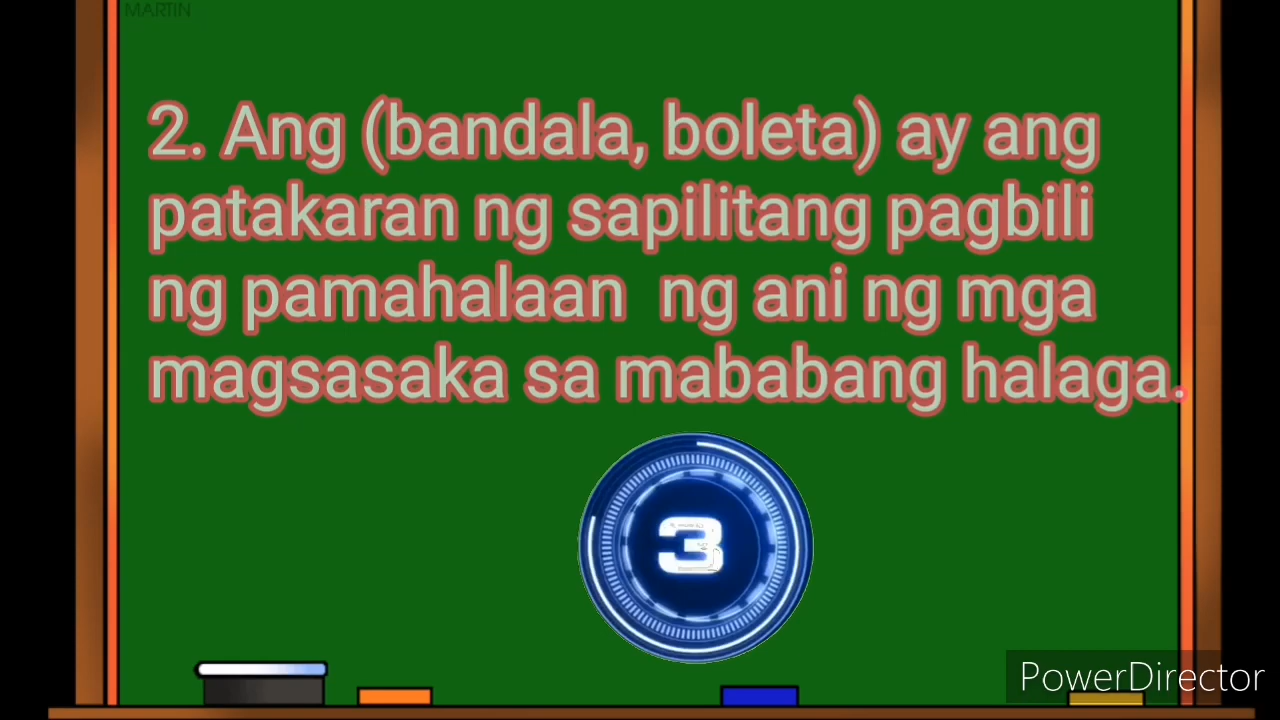 MARTIN
2. Ang (bandala, boleta) ay ang
patakaran ng sapilitang pagbili
ng pamahalaan ng ani ng mga
magsasaka sa mababang halaga.
3
PowerDirector